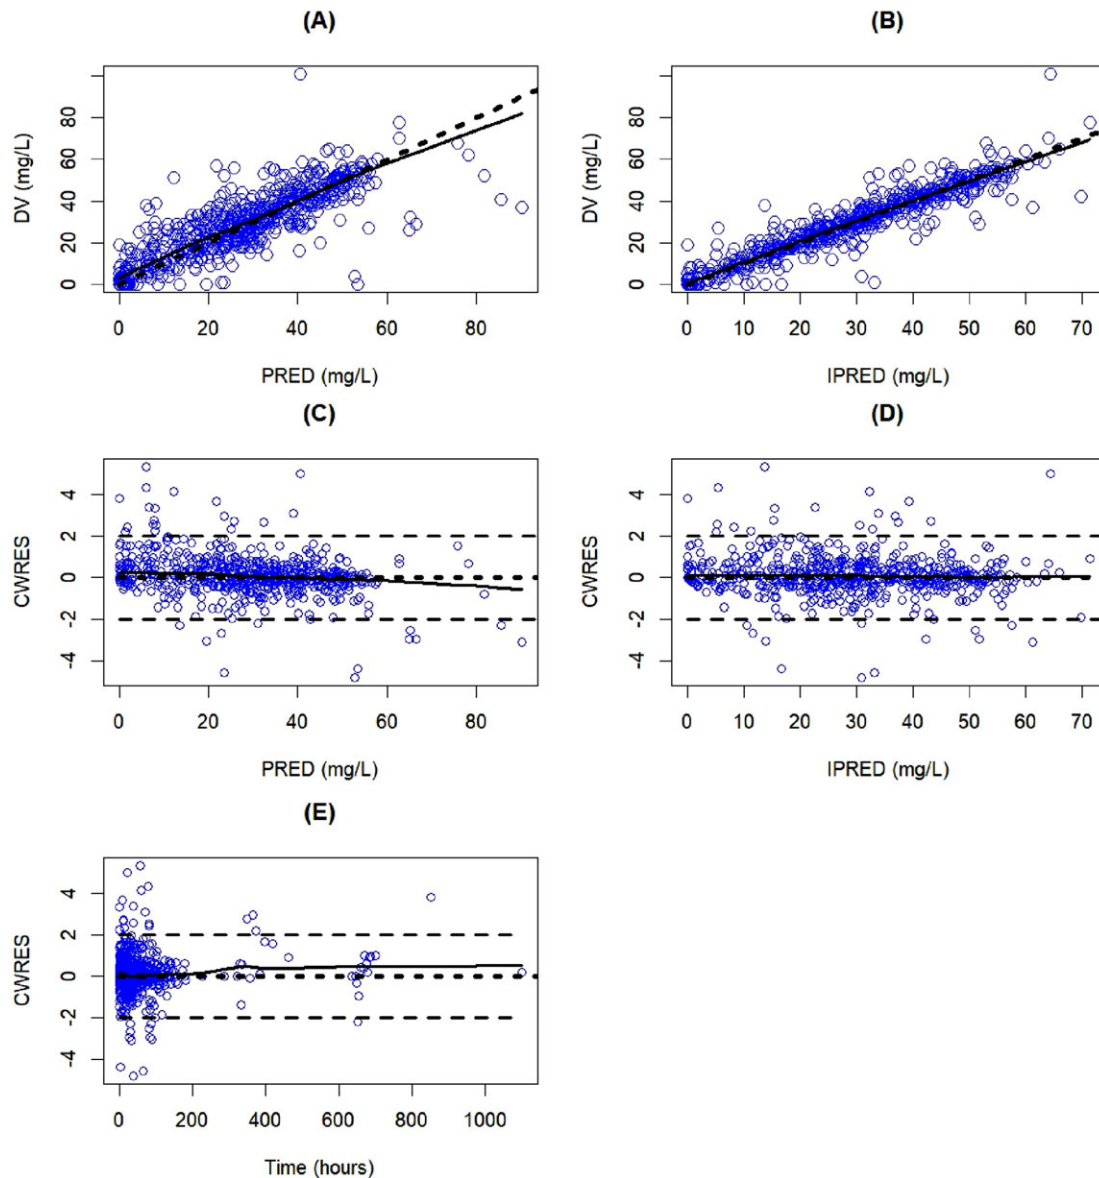 (A)
DV (mg/L)
0 20 40 60 80
0 20 40 60 80
PRED (mg/L)
(B)
DV (mg/L)
0 20 40 60 80
0 10 20 30 40 50 60 70
IPRED (mg/L)
(C)
CWRES
-4 -2 0 2 4
0 20 40 60 80
PRED (mg/L)
(D)
CWRES
-4 -2 0 2 4
0 10 20 30 40 50 60 70
IPRED (mg/L)
(E)
CWRES
-4 -2 0 2 4
0 200 400 600 800 1000
Time (hours)